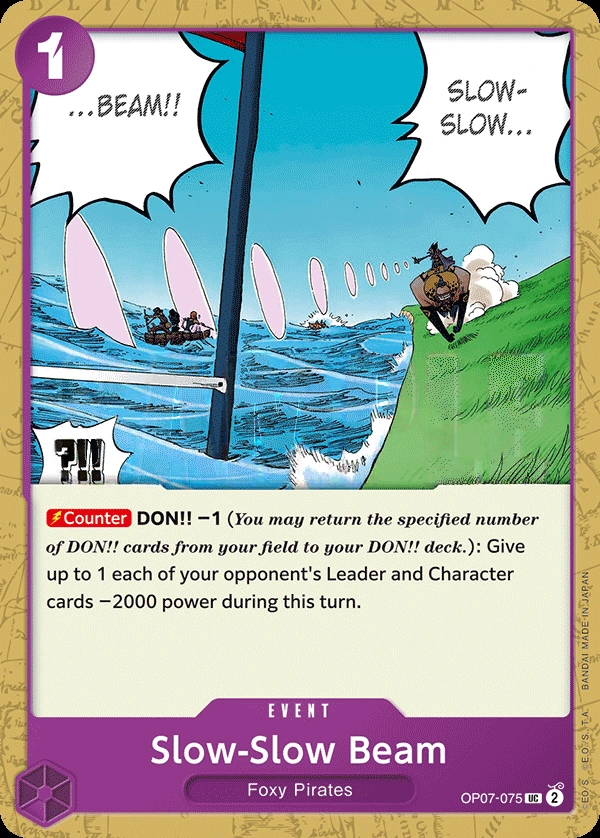 1
...BEAM!!
SLOW-
SLOW...
?!!
⚡Counter DON!! −1 (You may return the specified number
of DON!! cards from your field to your DON!! deck.): Give
up to 1 each of your opponent's Leader and Character
cards −2000 power during this turn.
EVENT
Slow-Slow Beam
Foxy Pirates
OP07-075 UC 2
©E.O./S., T.A. BANDAI MADE IN JAPAN